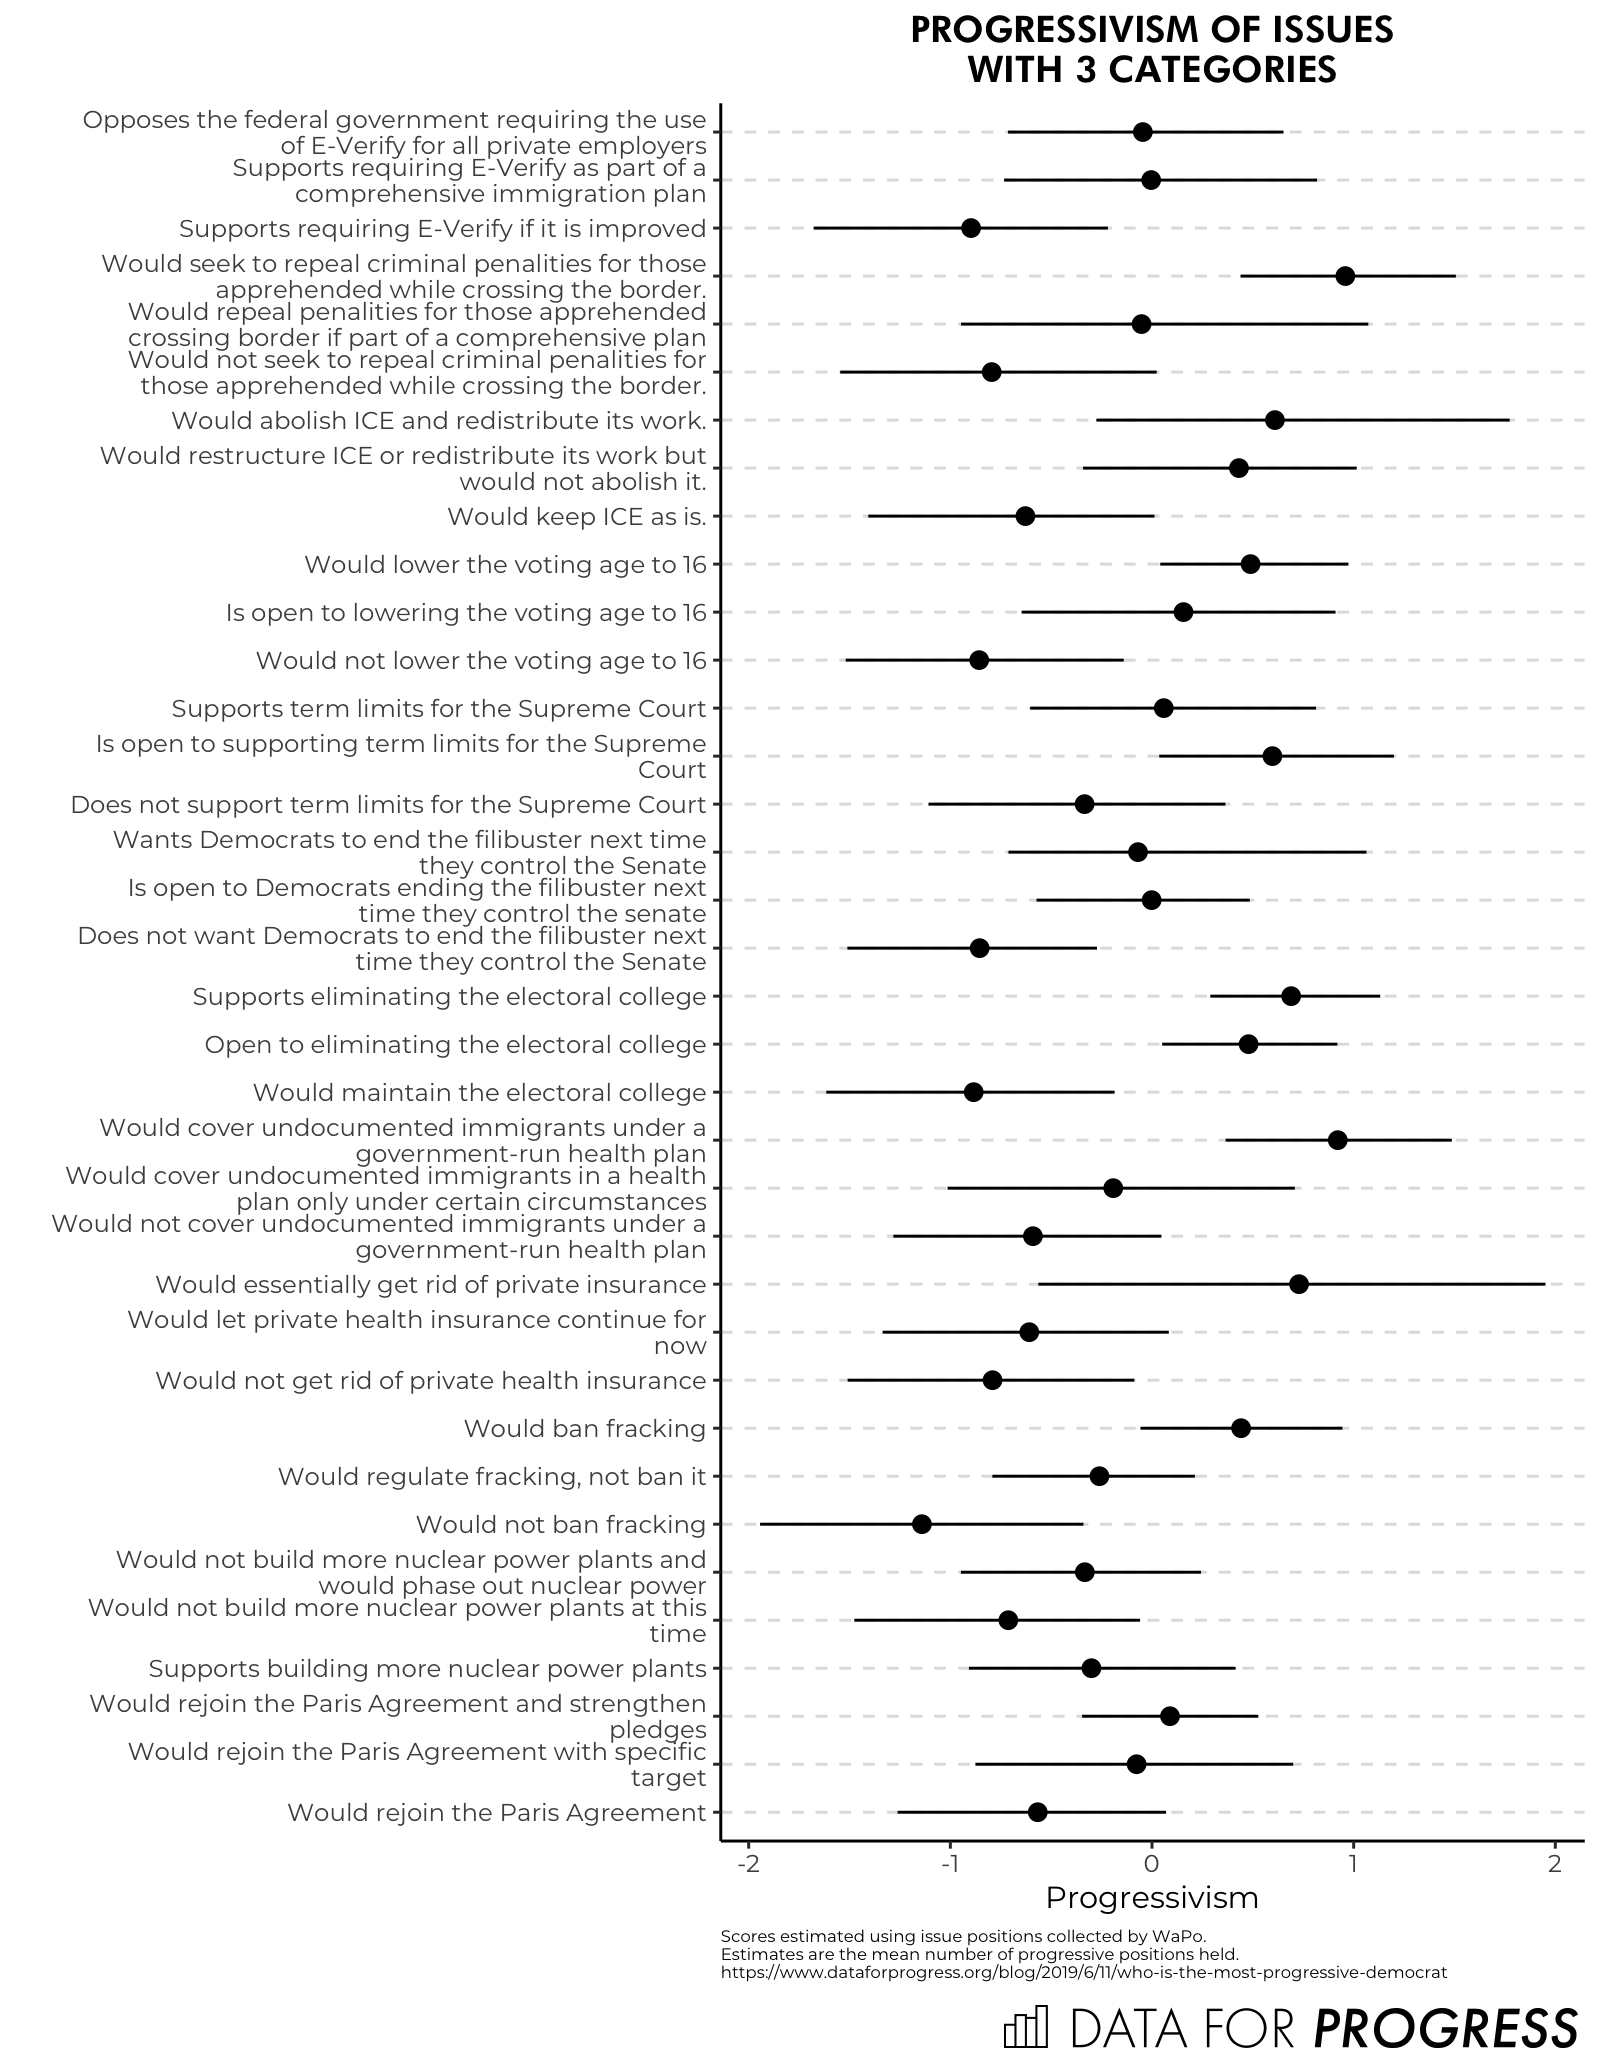 PROGRESSIVISM OF ISSUES
WITH 3 CATEGORIES
Opposes the federal government requiring the use
of E-Verify for all private employers
Supports requiring E-Verify as part of a
comprehensive immigration plan
Supports requiring E-Verify if it is improved
Would seek to repeal criminal penalities for those
apprehended while crossing the border.
Would repeal penalities for those apprehended
crossing border if part of a comprehensive plan
Would not seek to repeal criminal penalities for
those apprehended while crossing the border.
Would abolish ICE and redistribute its work.
Would restructure ICE or redistribute its work but
would not abolish it.
Would keep ICE as is.
Would lower the voting age to 16
Is open to lowering the voting age to 16
Would not lower the voting age to 16
Supports term limits for the Supreme Court
Is open to supporting term limits for the Supreme
Court
Does not support term limits for the Supreme Court
Wants Democrats to end the filibuster next time
they control the Senate
Is open to Democrats ending the filibuster next
time they control the senate
Does not want Democrats to end the filibuster next
time they control the Senate
Supports eliminating the electoral college
Open to eliminating the electoral college
Would maintain the electoral college
Would cover undocumented immigrants under a
government-run health plan
Would cover undocumented immigrants in a health
plan only under certain circumstances
Would not cover undocumented immigrants under a
government-run health plan
Would essentially get rid of private insurance
Would let private health insurance continue for
now
Would not get rid of private health insurance
Would ban fracking
Would regulate fracking, not ban it
Would not ban fracking
Would not build more nuclear power plants and
would phase out nuclear power
Would not build more nuclear power plants at this
time
Supports building more nuclear power plants
Would rejoin the Paris Agreement and strengthen
pledges
Would rejoin the Paris Agreement with specific
target
Would rejoin the Paris Agreement
-2 -1 0 1 2
Progressivism
Scores estimated using issue positions collected by WaPo.
Estimates are the mean number of progressive positions held.
https://www.dataforprogress.org/blog/2019/6/11/who-is-the-most-progressive-democrat
DATA FOR PROGRESS